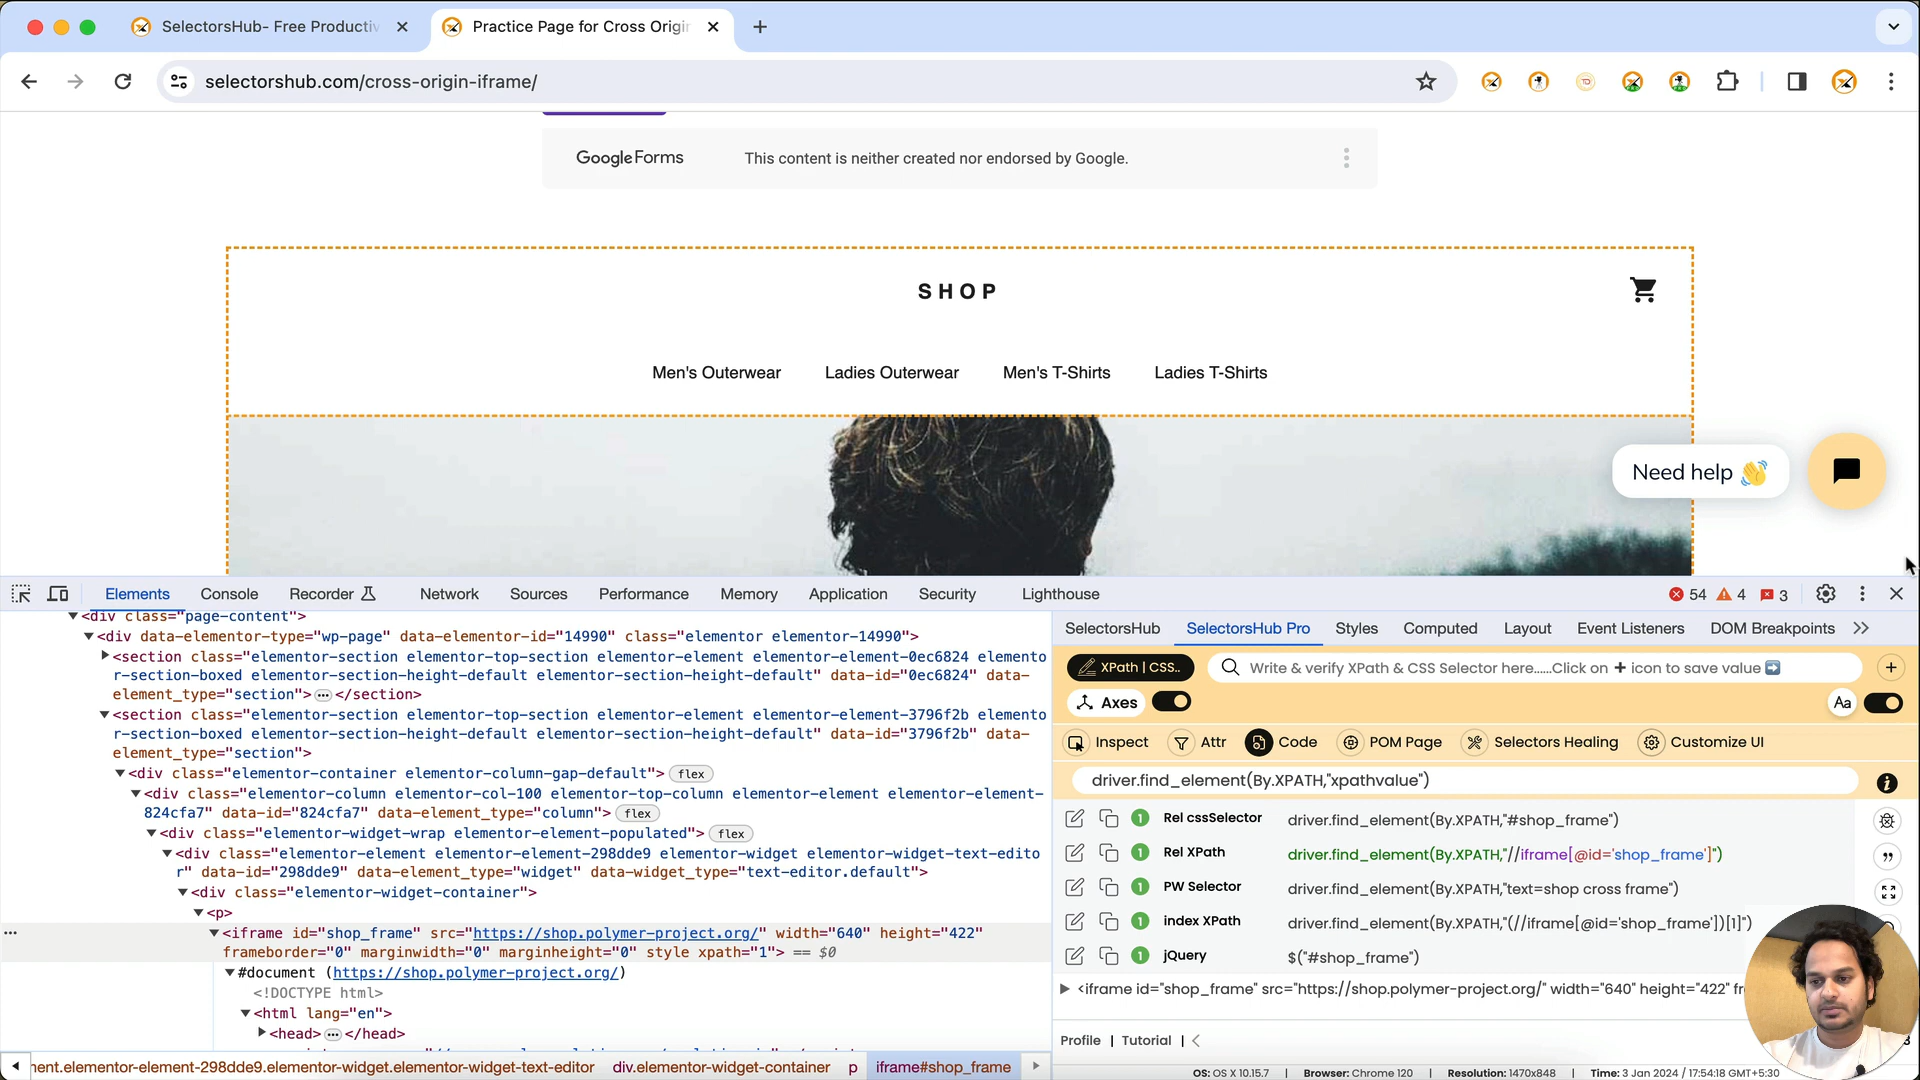 SelectorsHub- Free Productiv
Practice Page for Cross Origin
selectorshub.com/cross-origin-iframe/
Google Forms
This content is neither created nor endorsed by Google.
SHOP
Men's Outerwear Ladies Outerwear Men's T-Shirts Ladies T-Shirts
Need help 👋
Elements Console Recorder Network Sources Performance Memory Application Security Lighthouse 54 4 3
<div class="page-content">
<div data-elementor-type="wp-page" data-elementor-id="14990" class="elementor elementor-14990">
<section class="elementor-section elementor-top-section elementor-element elementor-element-0ec6824 elemento
r-section-boxed elementor-section-height-default elementor-section-height-default" data-id="0ec6824" data-
element_type="section"> … </section>
<section class="elementor-section elementor-top-section elementor-element elementor-element-3796f2b elemento
r-section-boxed elementor-section-height-default elementor-section-height-default" data-id="3796f2b" data-
element_type="section">
<div class="elementor-container elementor-column-gap-default"> flex
<div class="elementor-column elementor-col-100 elementor-top-column elementor-element elementor-element-
824cfa7" data-id="824cfa7" data-element_type="column"> flex
<div class="elementor-widget-wrap elementor-element-populated"> flex
<div class="elementor-element elementor-element-298dde9 elementor-widget elementor-widget-text-edito
r" data-id="298dde9" data-element_type="widget" data-widget_type="text-editor.default">
<div class="elementor-widget-container">
<p>
<iframe id="shop_frame" src="https://shop.polymer-project.org/" width="640" height="422"
frameborder="0" marginwidth="0" marginheight="0" style xpath="1"> == $0
#document (https://shop.polymer-project.org/)
<!DOCTYPE html>
<html lang="en">
<head> … </head>
nent.elementor-element-298dde9.elementor-widget.elementor-widget-text-editor div.elementor-widget-container p iframe#shop_frame
SelectorsHub SelectorsHub Pro Styles Computed Layout Event Listeners DOM Breakpoints
XPath | CSS.. Write & verify XPath & CSS Selector here......Click on + icon to save value ➡
Axes Aa
Inspect Attr Code POM Page Selectors Healing Customize UI
driver.find_element(By.XPATH,"xpathvalue")
1 Rel cssSelector driver.find_element(By.XPATH,"#shop_frame")
1 Rel XPath driver.find_element(By.XPATH,"//iframe[@id='shop_frame']")
1 PW Selector driver.find_element(By.XPATH,"text=shop cross frame")
1 index XPath driver.find_element(By.XPATH,"(//iframe[@id='shop_frame'])[1]")
1 jQuery $("#shop_frame")
<iframe id="shop_frame" src="https://shop.polymer-project.org/" width="640" height="422" fr
Profile | Tutorial |
OS: OS X 10.15.7 | Browser: Chrome 120 | Resolution: 1470x848 | Time: 3 Jan 2024 / 17:54:18 GMT+5:30